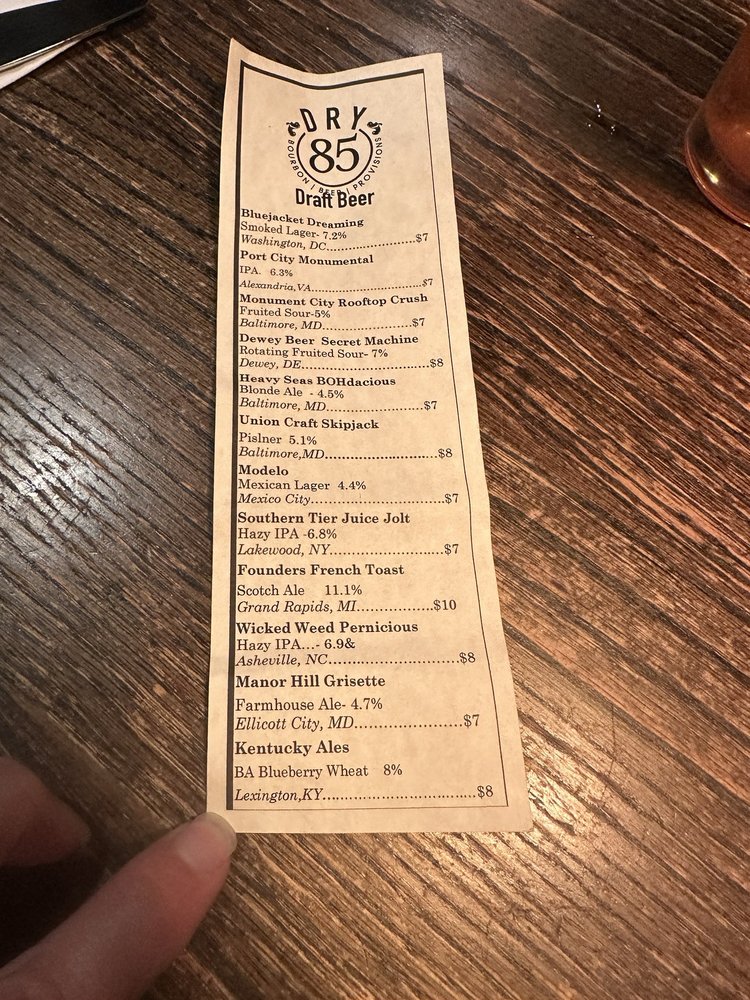 DRY
85
BOURBON | BEER | PROVISIONS
Draft Beer
Bluejacket Dreaming
Smoked Lager- 7.2%
Washington, DC.....................$7
Port City Monumental
IPA. 6.3%
Alexandria,VA.............................$7
Monument City Rooftop Crush
Fruited Sour-5%
Baltimore, MD.....................$7
Dewey Beer Secret Machine
Rotating Fruited Sour- 7%
Dewey, DE..............................$8
Heavy Seas BOHdacious
Blonde Ale - 4.5%
Baltimore, MD.......................$7
Union Craft Skipjack
Pislner 5.1%
Baltimore,MD..........................$8
Modelo
Mexican Lager 4.4%
Mexico City..............................$7
Southern Tier Juice Jolt
Hazy IPA -6.8%
Lakewood, NY.........................$7
Founders French Toast
Scotch Ale 11.1%
Grand Rapids, MI................$10
Wicked Weed Pernicious
Hazy IPA...- 6.9&
Asheville, NC...........................$8
Manor Hill Grisette
Farmhouse Ale- 4.7%
Ellicott City, MD.......................$7
Kentucky Ales
BA Blueberry Wheat 8%
Lexington,KY.................................$8